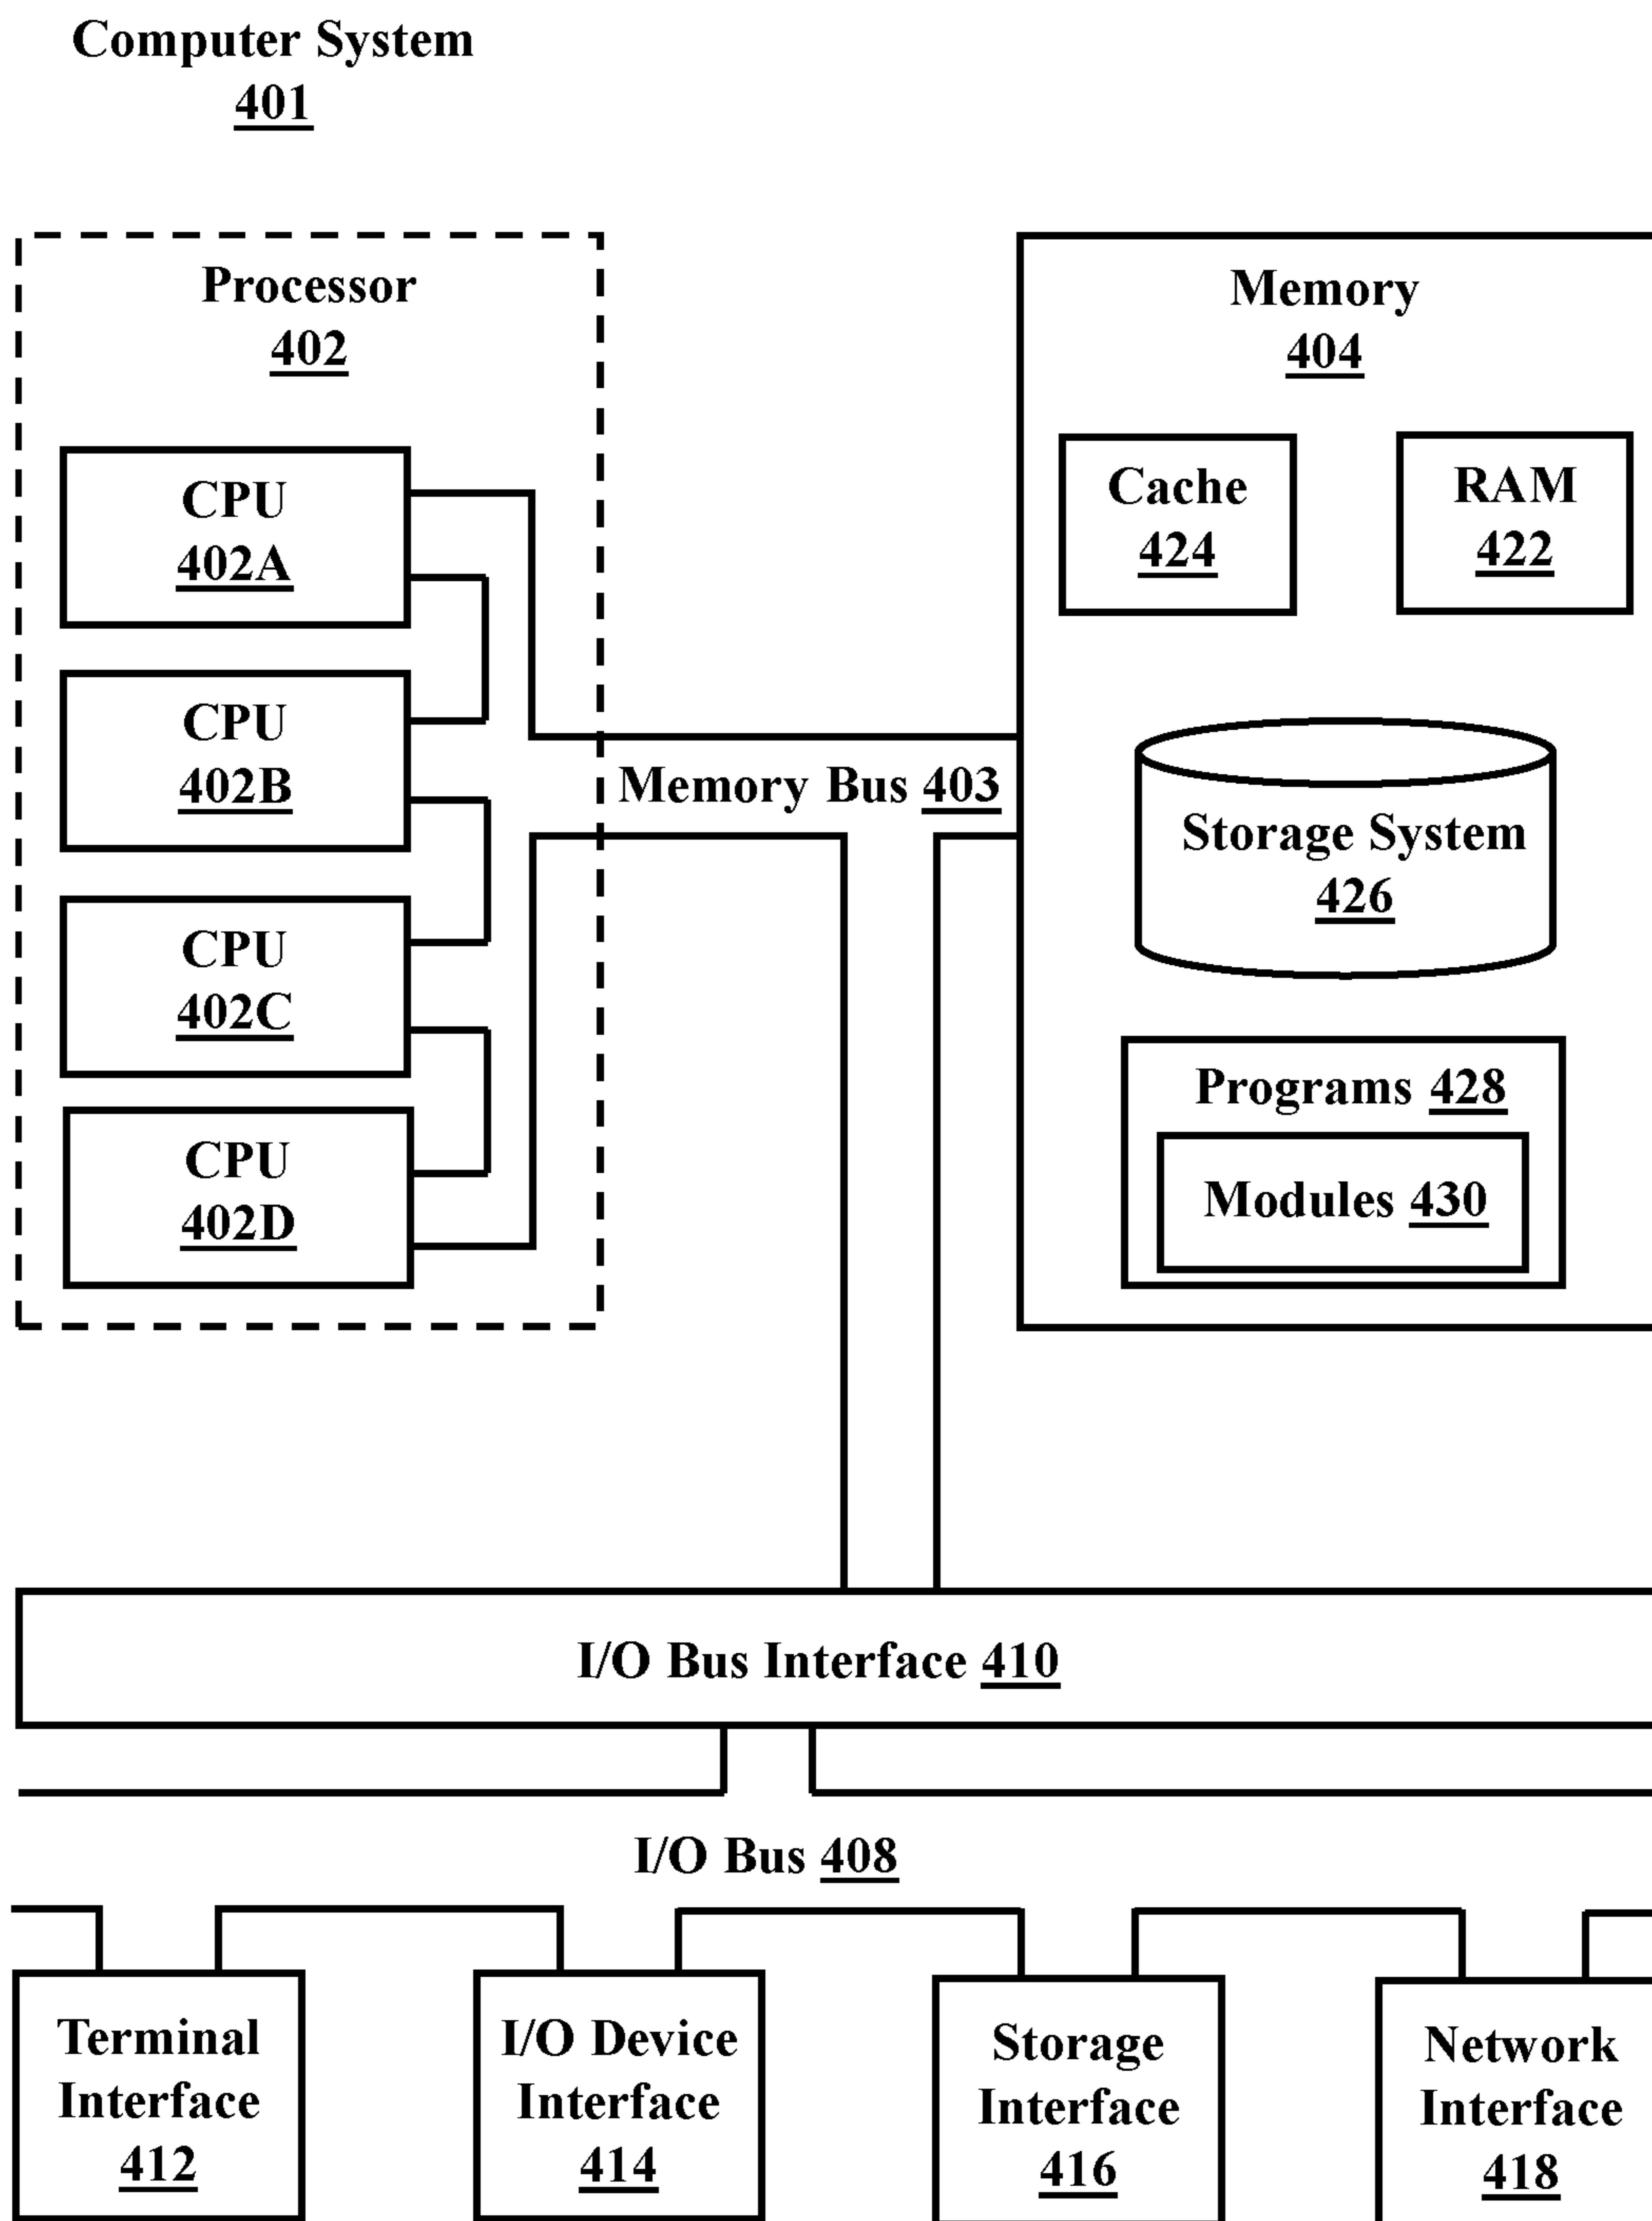 Computer System
401
Processor
402
CPU
402A
CPU
402B
CPU
402C
CPU
402D
Memory Bus 403
Memory
404
Cache
424
RAM
422
Storage System
426
Programs 428
Modules 430
I/O Bus Interface 410
I/O Bus 408
Terminal
Interface
412
I/O Device
Interface
414
Storage
Interface
416
Network
Interface
418